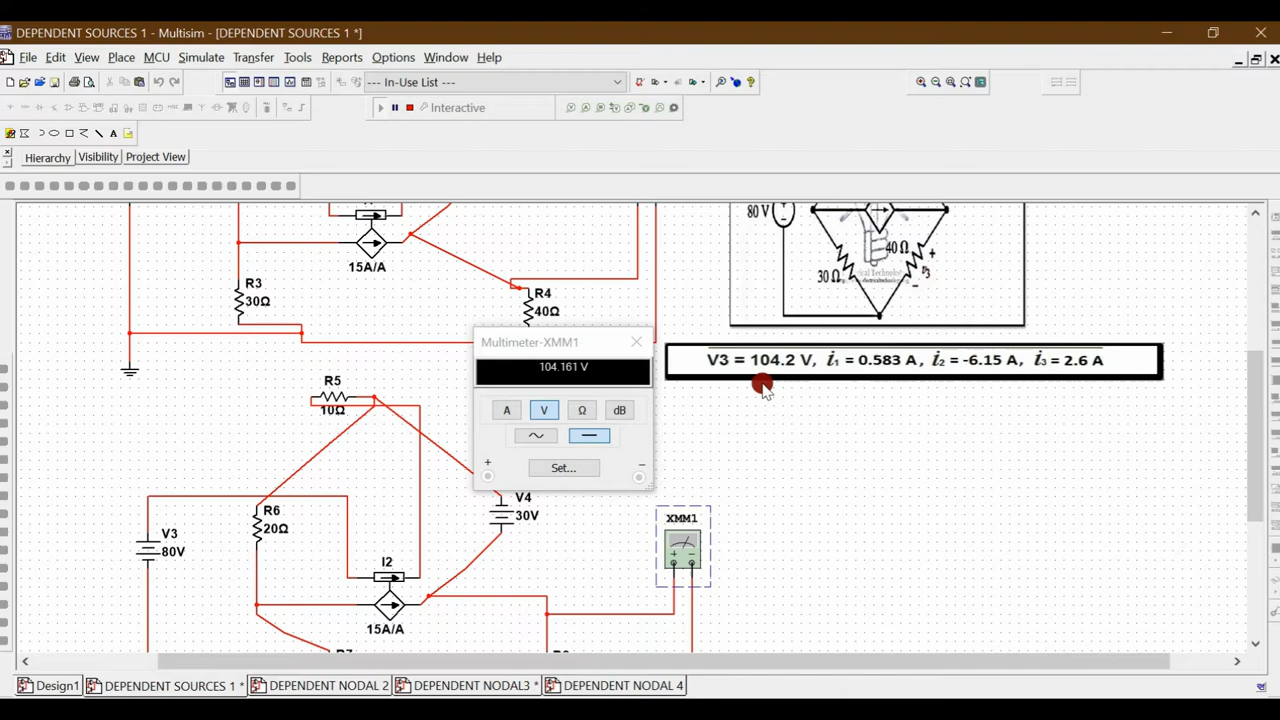 DEPENDENT SOURCES 1 - Multisim - [DEPENDENT SOURCES 1 *]
File Edit View Place MCU Simulate Transfer Tools Reports Options Window Help
--- In-Use List ---
Interactive
Hierarchy Visibility Project View
80 V
15A/A
40 Ω
+
30 Ω
3
-
R3
30Ω
R4
40Ω
Multimeter-XMM1
104.161 V
V3 = 104.2 V, i1 = 0.583 A, i2 = -6.15 A, i3 = 2.6 A
R5
10Ω
A V Ω dB
Set...
+ -
R6
20Ω
V4
30V
V3
80V
XMM1
+ -
I2
15A/A
Design1 DEPENDENT SOURCES 1 * DEPENDENT NODAL 2 DEPENDENT NODAL3 * DEPENDENT NODAL 4